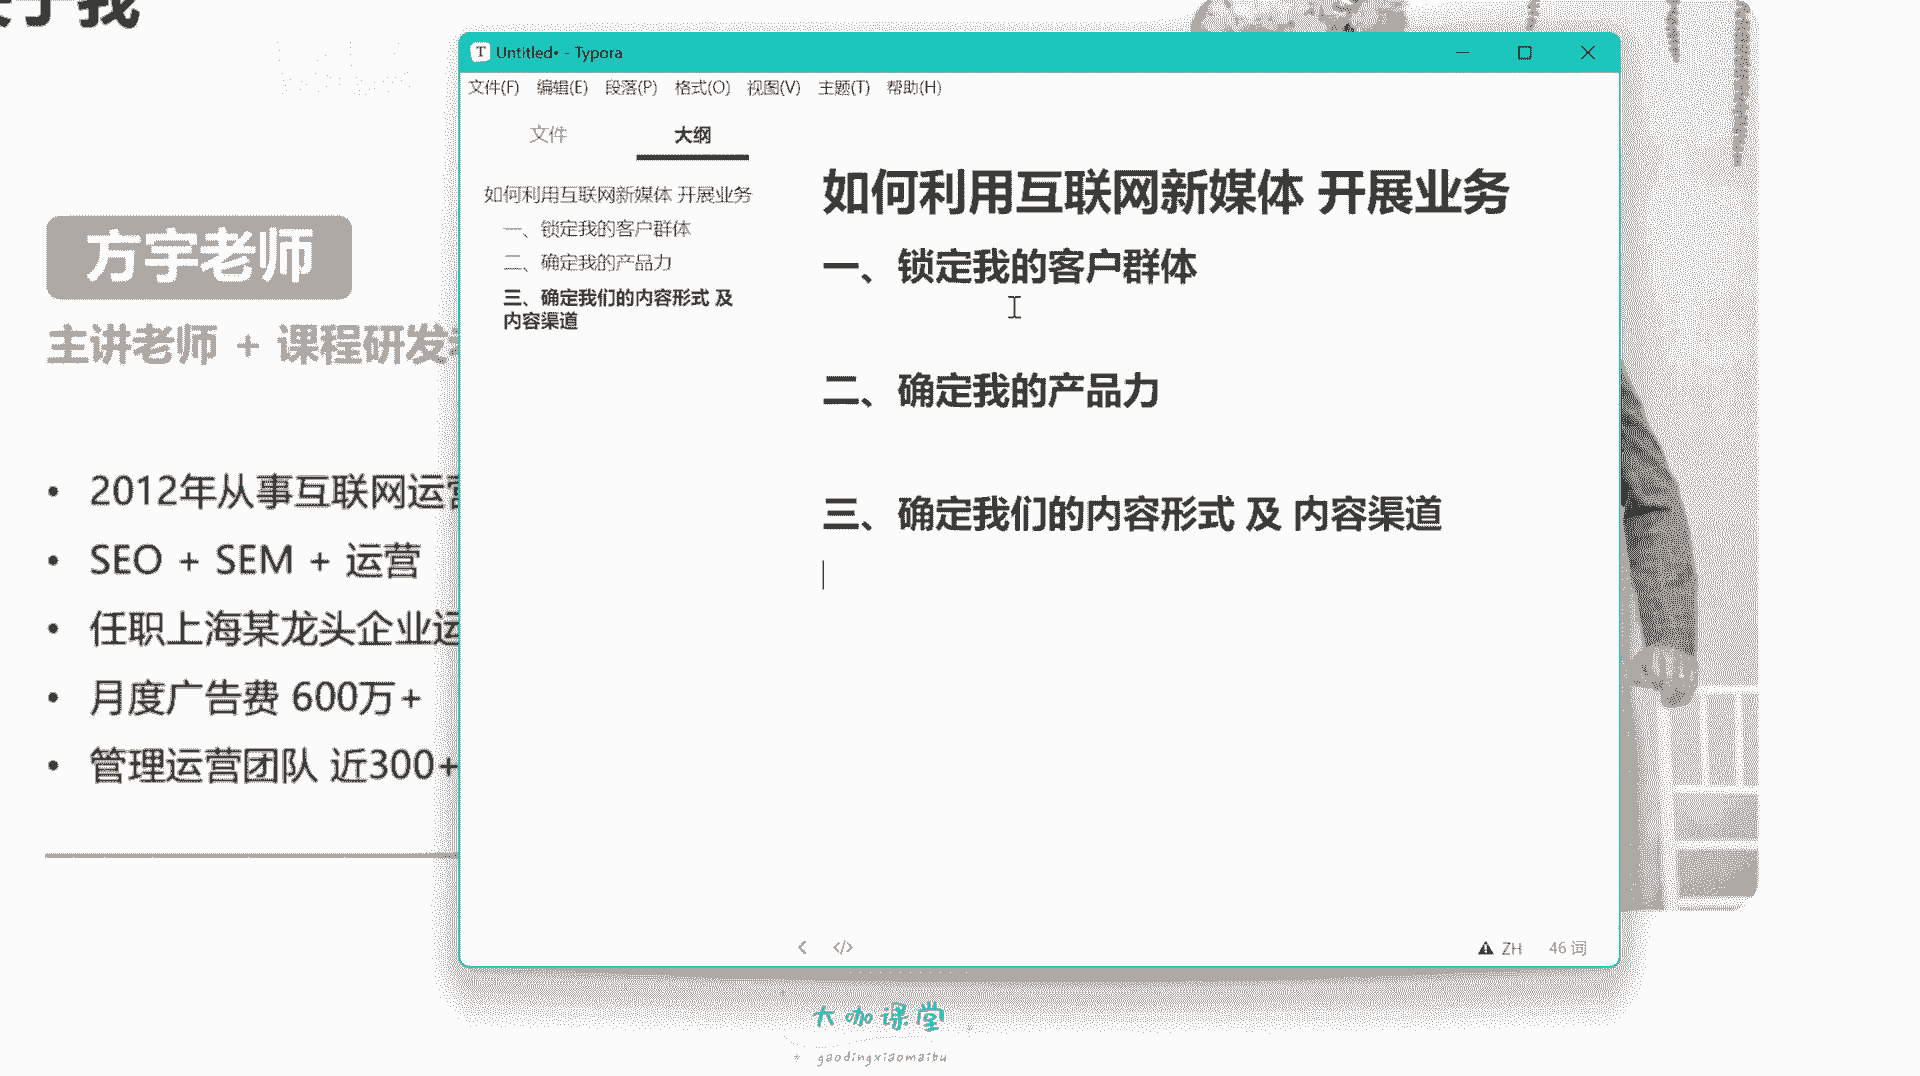 方宇老师
主讲老师 + 课程研发
• 2012年从事互联网运营
• SEO + SEM + 运营
• 任职上海某龙头企业运
• 月度广告费 600万+
• 管理运营团队 近300+
Untitled• - Typora
文件(F) 编辑(E) 段落(P) 格式(O) 视图(V) 主题(T) 帮助(H)
文件 大纲
如何利用互联网新媒体 开展业务
一、锁定我的客户群体
二、确定我的产品力
三、确定我们的内容形式 及
内容渠道
如何利用互联网新媒体 开展业务
一、锁定我的客户群体
二、确定我的产品力
三、确定我们的内容形式 及 内容渠道
ZH 46 词
大咖课堂
gaodingxiaomaibu